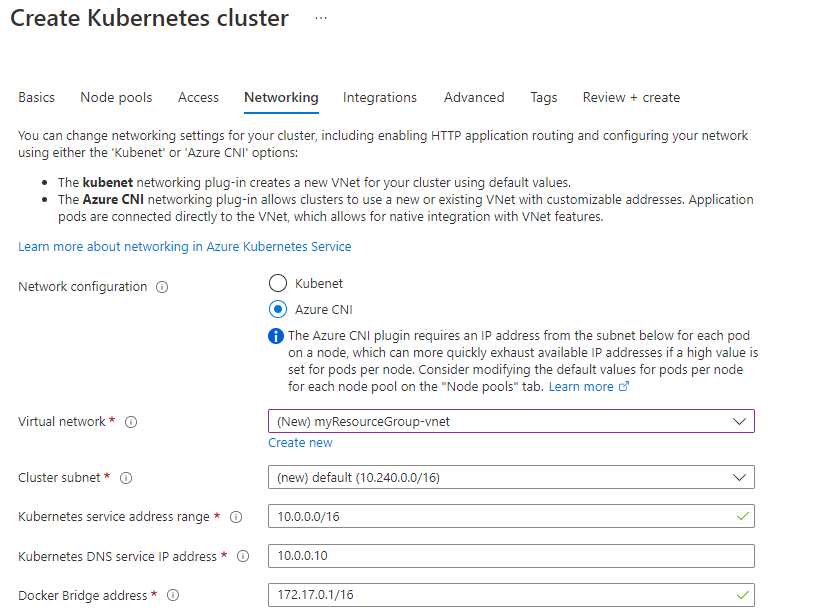 Create Kubernetes cluster ...
Basics Node pools Access Networking Integrations Advanced Tags Review + create
You can change networking settings for your cluster, including enabling HTTP application routing and configuring your network
using either the 'Kubenet' or 'Azure CNI' options:
• The kubenet networking plug-in creates a new VNet for your cluster using default values.
• The Azure CNI networking plug-in allows clusters to use a new or existing VNet with customizable addresses. Application
pods are connected directly to the VNet, which allows for native integration with VNet features.
Learn more about networking in Azure Kubernetes Service
Network configuration
Kubenet
Azure CNI
The Azure CNI plugin requires an IP address from the subnet below for each pod
on a node, which can more quickly exhaust available IP addresses if a high value is
set for pods per node. Consider modifying the default values for pods per node
for each node pool on the "Node pools" tab. Learn more
Virtual network * (New) myResourceGroup-vnet
Create new
Cluster subnet * (new) default (10.240.0.0/16)
Kubernetes service address range * 10.0.0.0/16
Kubernetes DNS service IP address * 10.0.0.10
Docker Bridge address * 172.17.0.1/16